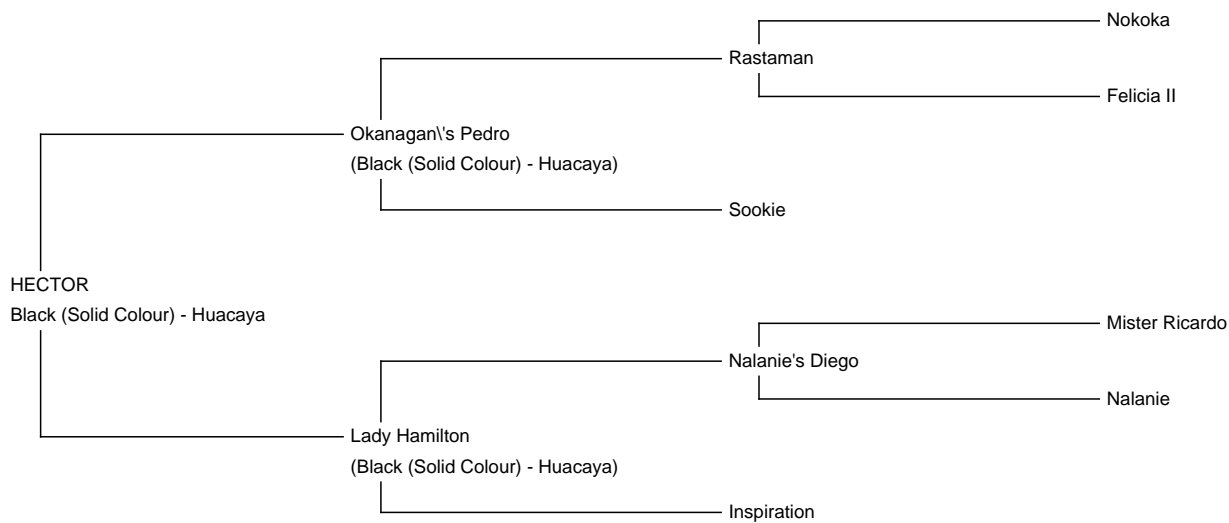 Nokoka
Rastaman
Felicia II
Okanagan\'s Pedro
(Black (Solid Colour) - Huacaya)
Sookie
HECTOR
Black (Solid Colour) - Huacaya
Mister Ricardo
Nalanie's Diego
Nalanie
Lady Hamilton
(Black (Solid Colour) - Huacaya)
Inspiration